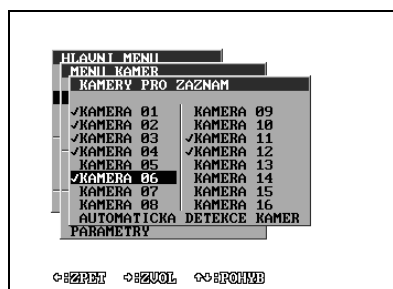 HLAVNI MENU
MENU KAMER
KAMERY PRO ZAZNAM
✓KAMERA 01 KAMERA 09
✓KAMERA 02 KAMERA 10
✓KAMERA 03 ✓KAMERA 11
✓KAMERA 04 ✓KAMERA 12
KAMERA 05 KAMERA 13
✓KAMERA 06 KAMERA 14
KAMERA 07 KAMERA 15
KAMERA 08 KAMERA 16
AUTOMATICKA DETEKCE KAMER
PARAMETRY
←:ZPET →:ZVOL ↑↓:POHYB